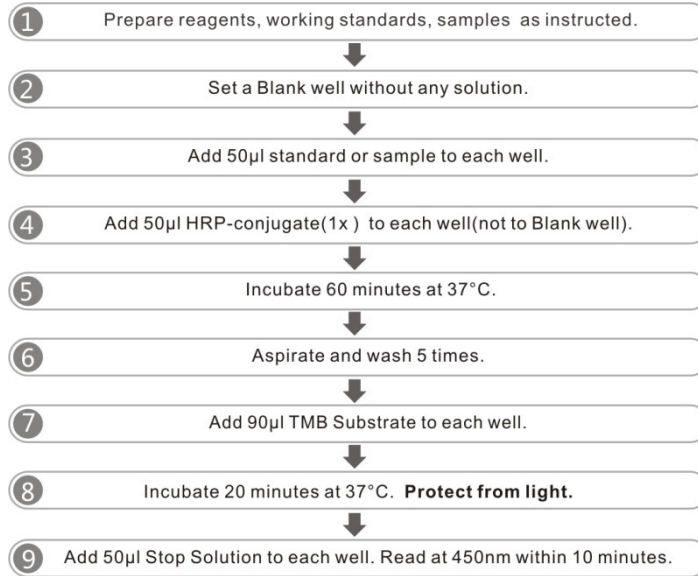 1 Prepare reagents, working standards, samples as instructed.
2 Set a Blank well without any solution.
3 Add 50μl standard or sample to each well.
4 Add 50μl HRP-conjugate(1x ) to each well(not to Blank well).
5 Incubate 60 minutes at 37°C.
6 Aspirate and wash 5 times.
7 Add 90μl TMB Substrate to each well.
8 Incubate 20 minutes at 37°C. Protect from light.
9 Add 50μl Stop Solution to each well. Read at 450nm within 10 minutes.